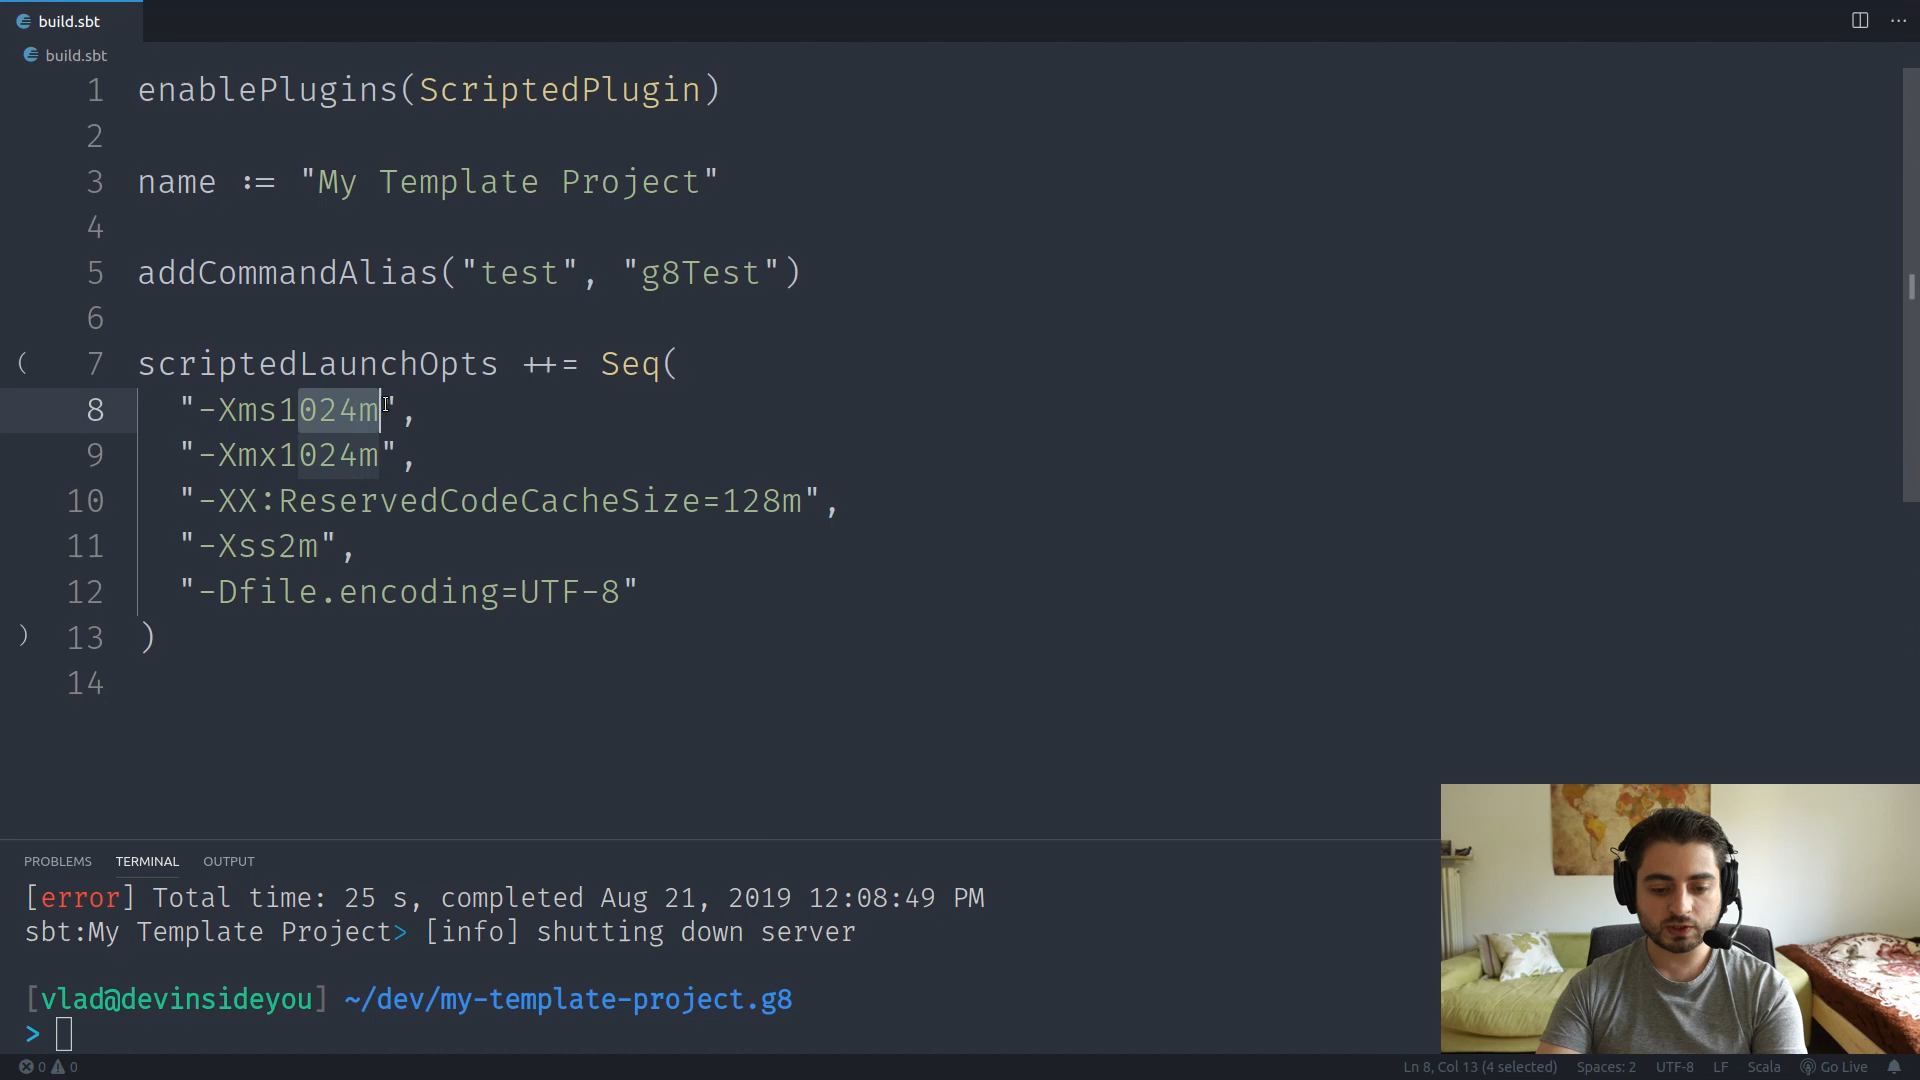 build.sbt
build.sbt
1 enablePlugins(ScriptedPlugin)
2
3 name := "My Template Project"
4
5 addCommandAlias("test", "g8Test")
6
( 7 scriptedLaunchOpts ++= Seq(
8 "-Xms1024m",
9 "-Xmx1024m",
10 "-XX:ReservedCodeCacheSize=128m",
11 "-Xss2m",
12 "-Dfile.encoding=UTF-8"
) 13 )
14
PROBLEMS TERMINAL OUTPUT
[error] Total time: 25 s, completed Aug 21, 2019 12:08:49 PM
sbt:My Template Project> [info] shutting down server
[vlad@devinsideyou] ~/dev/my-template-project.g8
>
0 0 Ln 8, Col 13 (4 selected) Spaces: 2 UTF-8 LF Scala Go Live